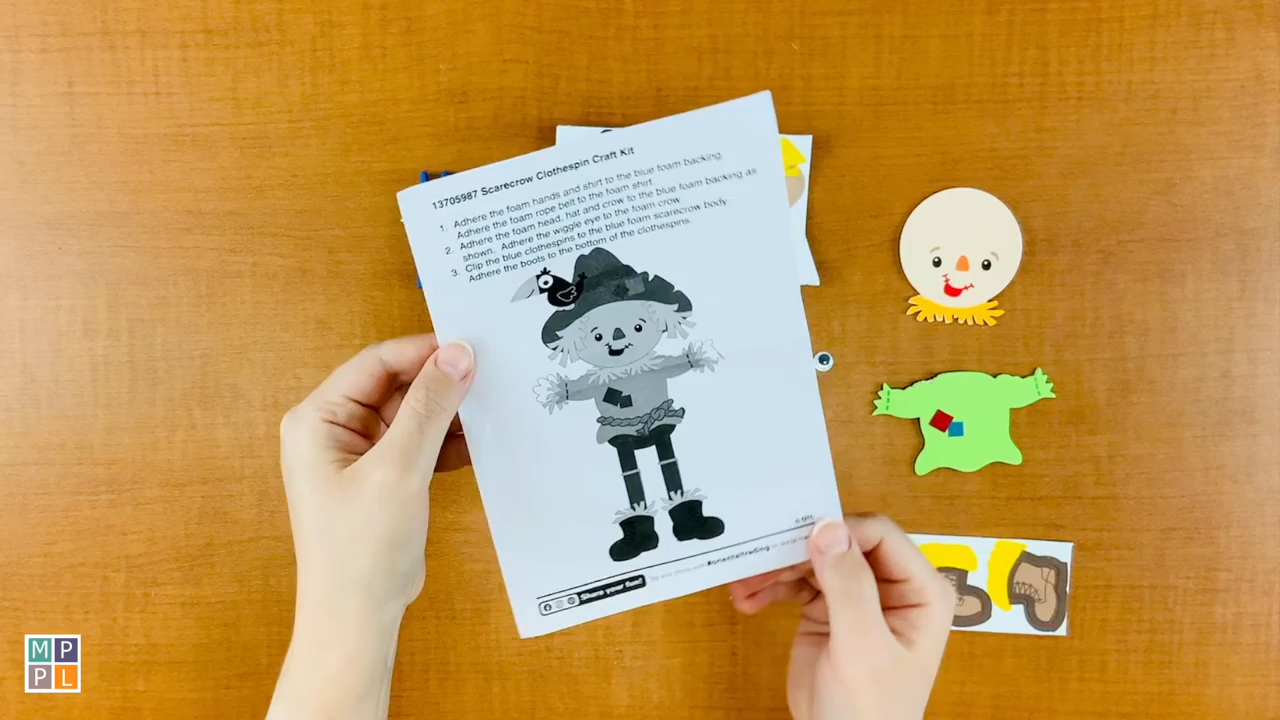 13705987 Scarecrow Clothespin Craft Kit
1. Adhere the foam hands and shirt to the blue foam backing.
Adhere the foam rope belt to the foam shirt.
2. Adhere the foam head, hat and crow to the blue foam backing as
shown. Adhere the wiggle eye to the foam crow.
3. Clip the blue clothespins to the blue foam scarecrow body.
Adhere the boots to the bottom of the clothespins.
Share your fun!
#orientaltrading
MP
PL